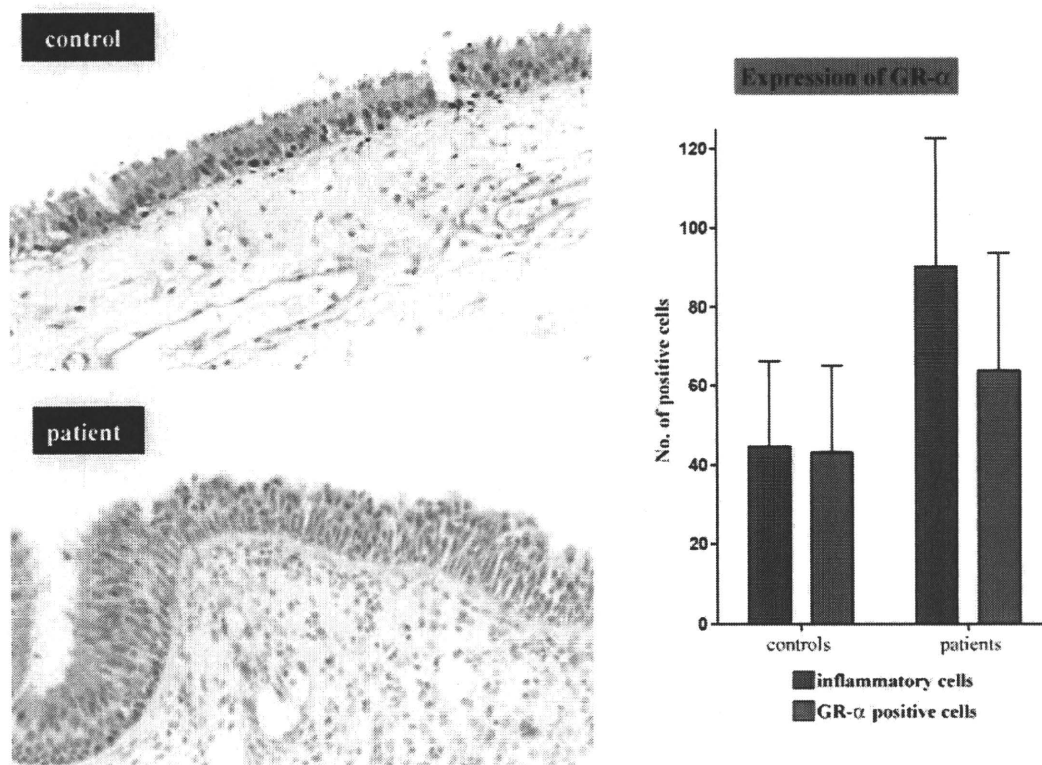 control
patient
Expression of GR-α
No. of positive cells
120
100
80
60
40
20
0
controls
patients
inflammatory cells
GR-α positive cells